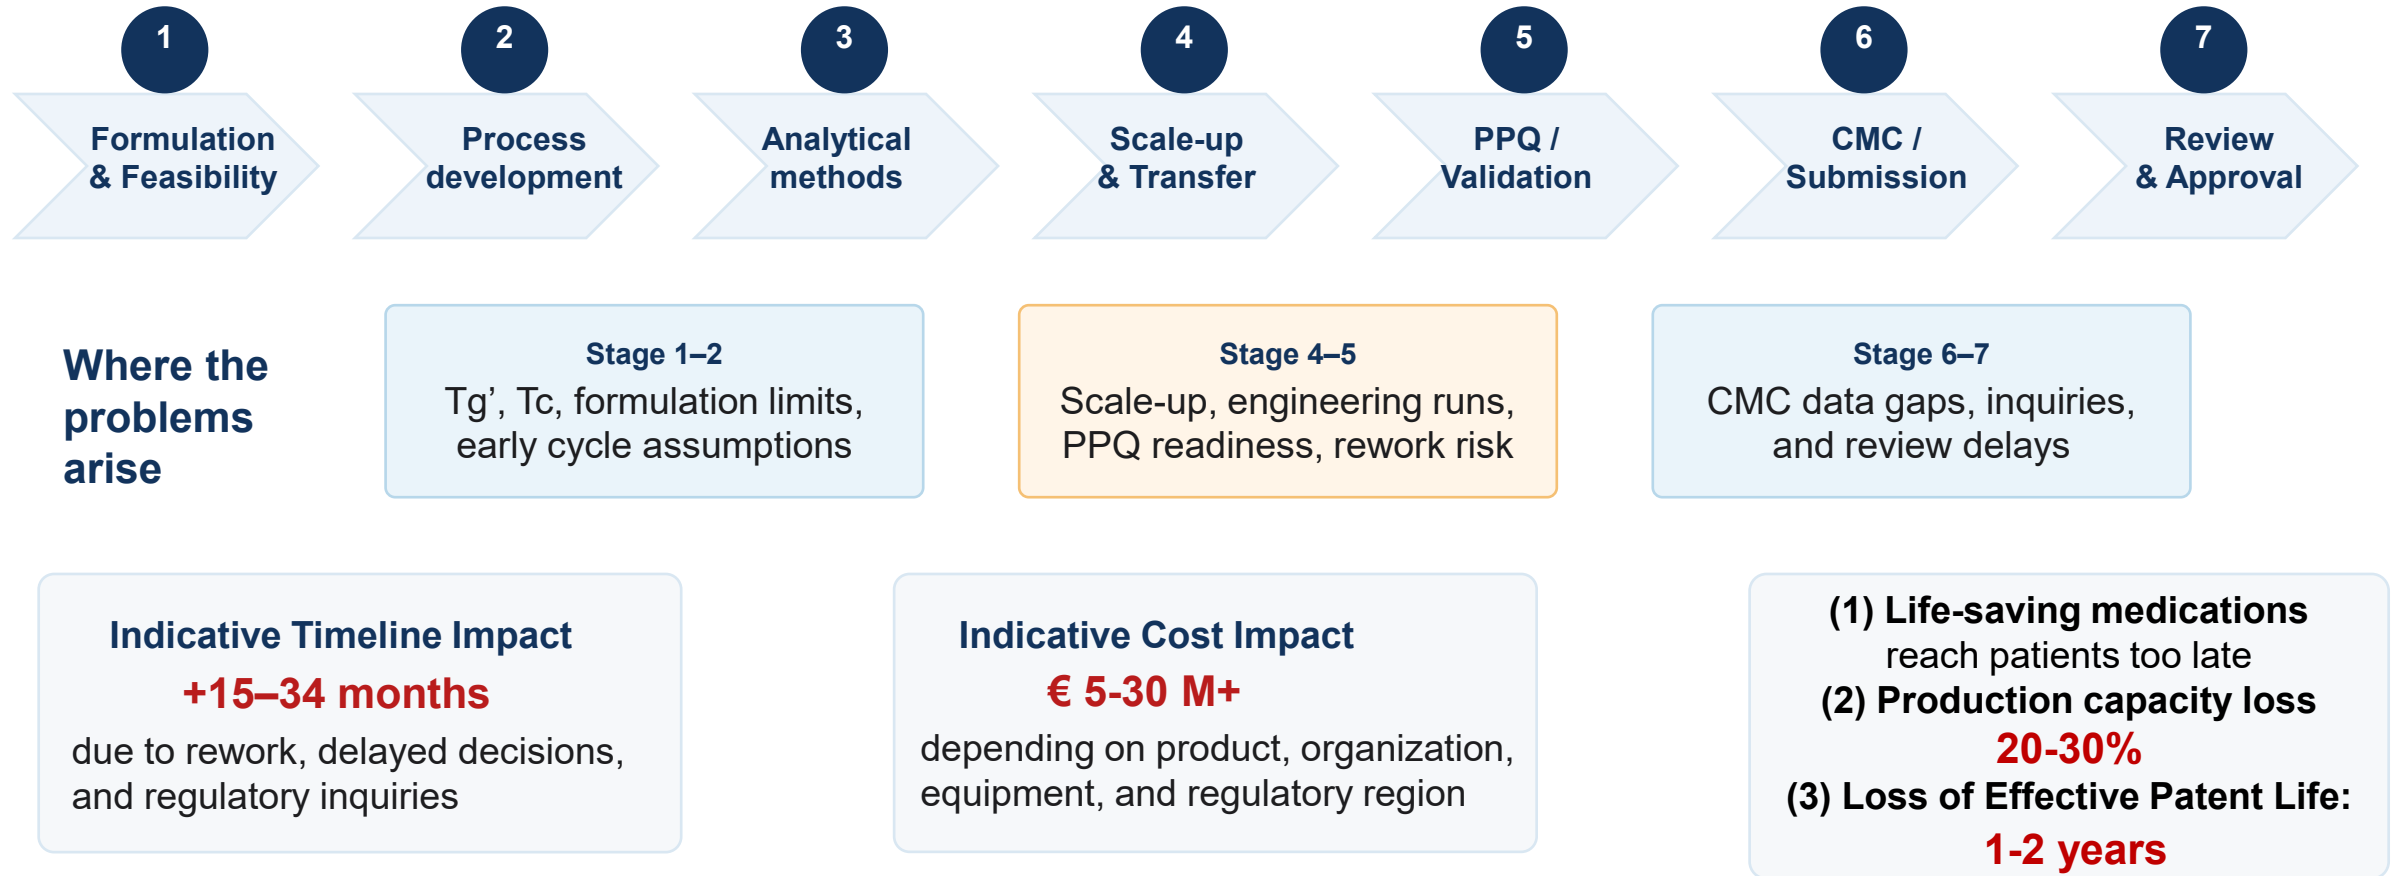 1
2
3
4
5
6
7
Formulation
& Feasibility
Process
development
Analytical
methods
Scale-up
& Transfer
PPQ /
Validation
CMC /
Submission
Review
& Approval
Where the
problems
arise
Stage 1–2
Tg’, Tc, formulation limits,
early cycle assumptions
Stage 4–5
Scale-up, engineering runs,
PPQ readiness, rework risk
Stage 6–7
CMC data gaps, inquiries,
and review delays
Indicative Timeline Impact
+15–34 months
due to rework, delayed decisions,
and regulatory inquiries
Indicative Cost Impact
€ 5-30 M+
depending on product, organization,
equipment, and regulatory region
(1) Life-saving medications
reach patients too late
(2) Production capacity loss
20-30%
(3) Loss of Effective Patent Life:
1-2 years